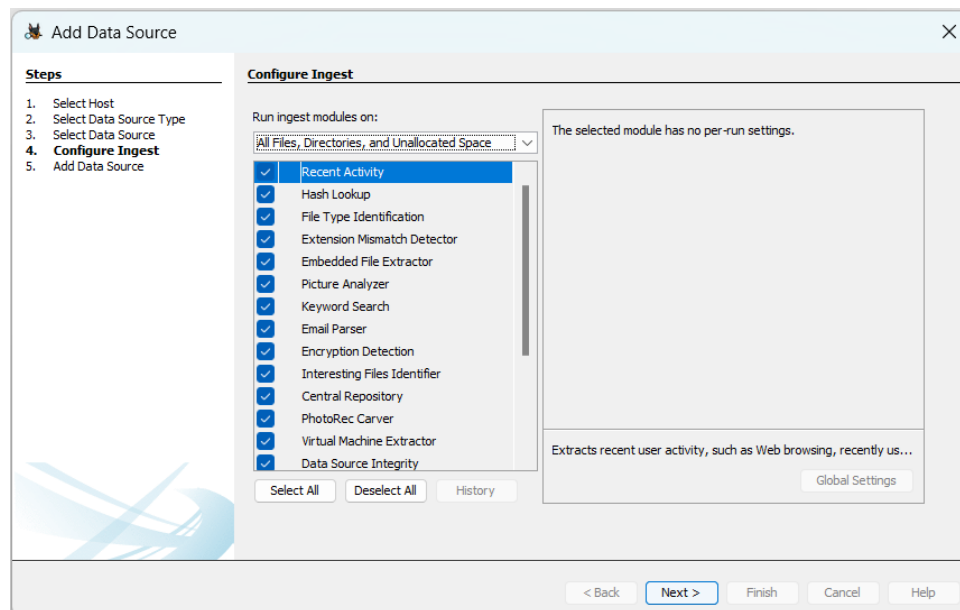 Add Data Source
Steps
1. Select Host
2. Select Data Source Type
3. Select Data Source
4. Configure Ingest
5. Add Data Source
Configure Ingest
Run ingest modules on:
All Files, Directories, and Unallocated Space
Recent Activity
Hash Lookup
File Type Identification
Extension Mismatch Detector
Embedded File Extractor
Picture Analyzer
Keyword Search
Email Parser
Encryption Detection
Interesting Files Identifier
Central Repository
PhotoRec Carver
Virtual Machine Extractor
Data Source Integrity
Select All
Deselect All
History
The selected module has no per-run settings.
Extracts recent user activity, such as Web browsing, recently us...
Global Settings
< Back
Next >
Finish
Cancel
Help